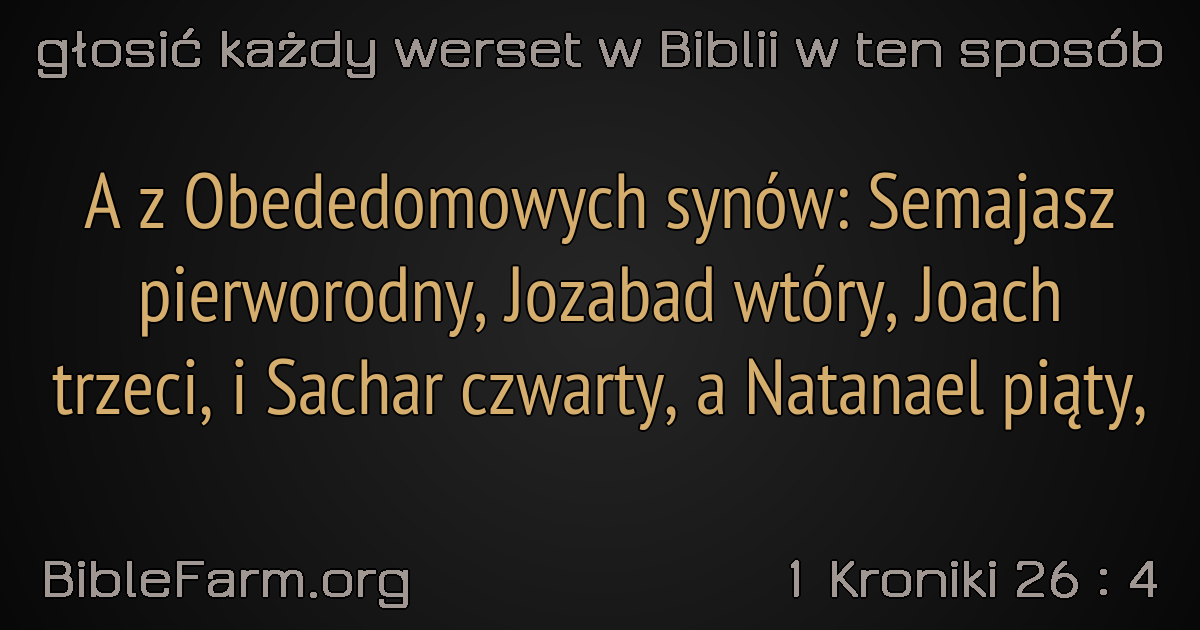 głosić każdy werset w Biblii w ten sposób
A z Obededomowych synów: Semajasz
pierworodny, Jozabad wtóry, Joach
trzeci, i Sachar czwarty, a Natanael piąty,
BibleFarm.org
1 Kroniki 26 : 4